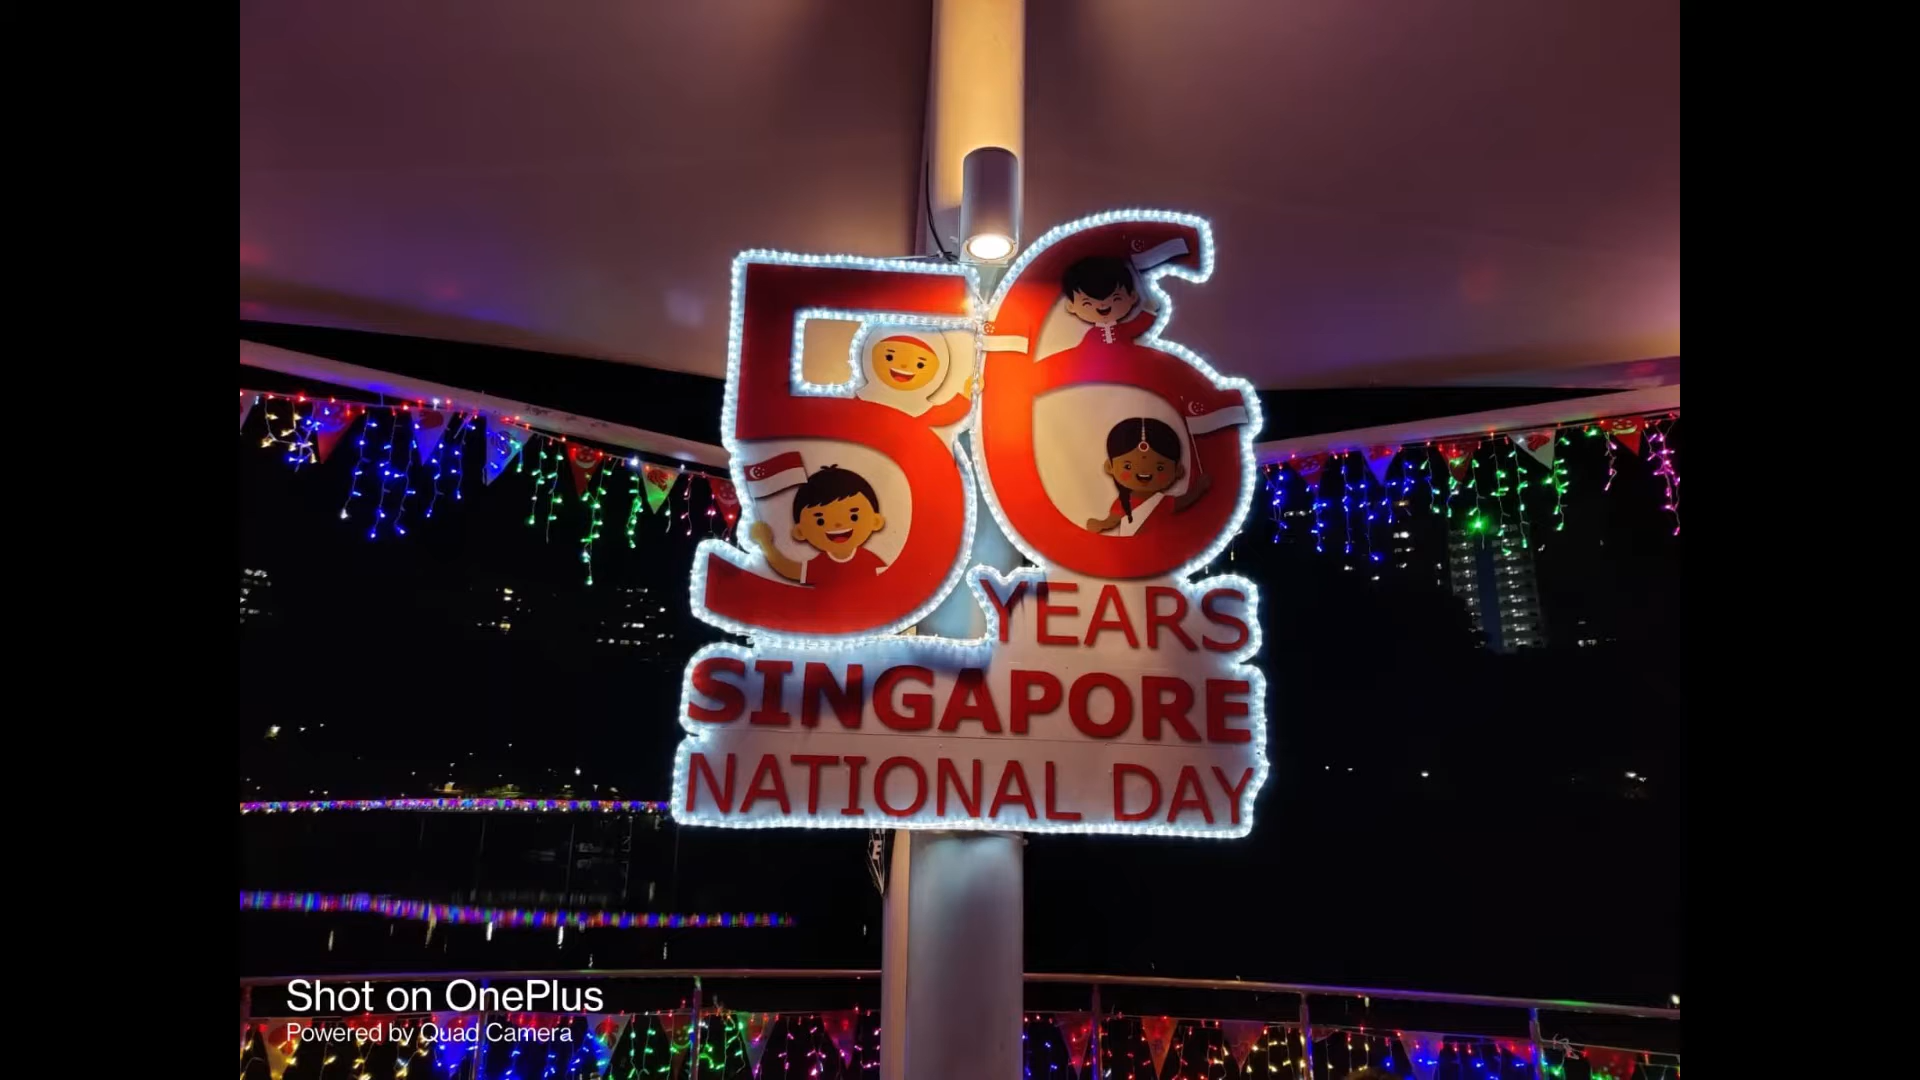 56
YEARS
SINGAPORE
NATIONAL DAY
Shot on OnePlus
Powered by Quad Camera